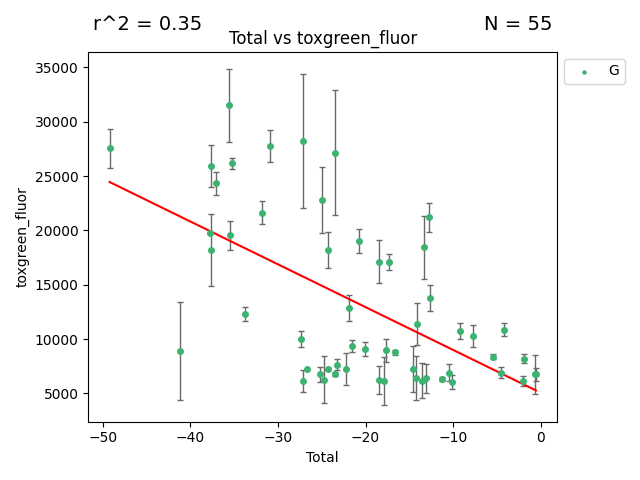 r^2 = 0.35
N = 55
Total vs toxgreen_fluor
G
35000
30000
25000
20000
15000
10000
5000
toxgreen_fluor
−50
−40
−30
−20
−10
0
Total